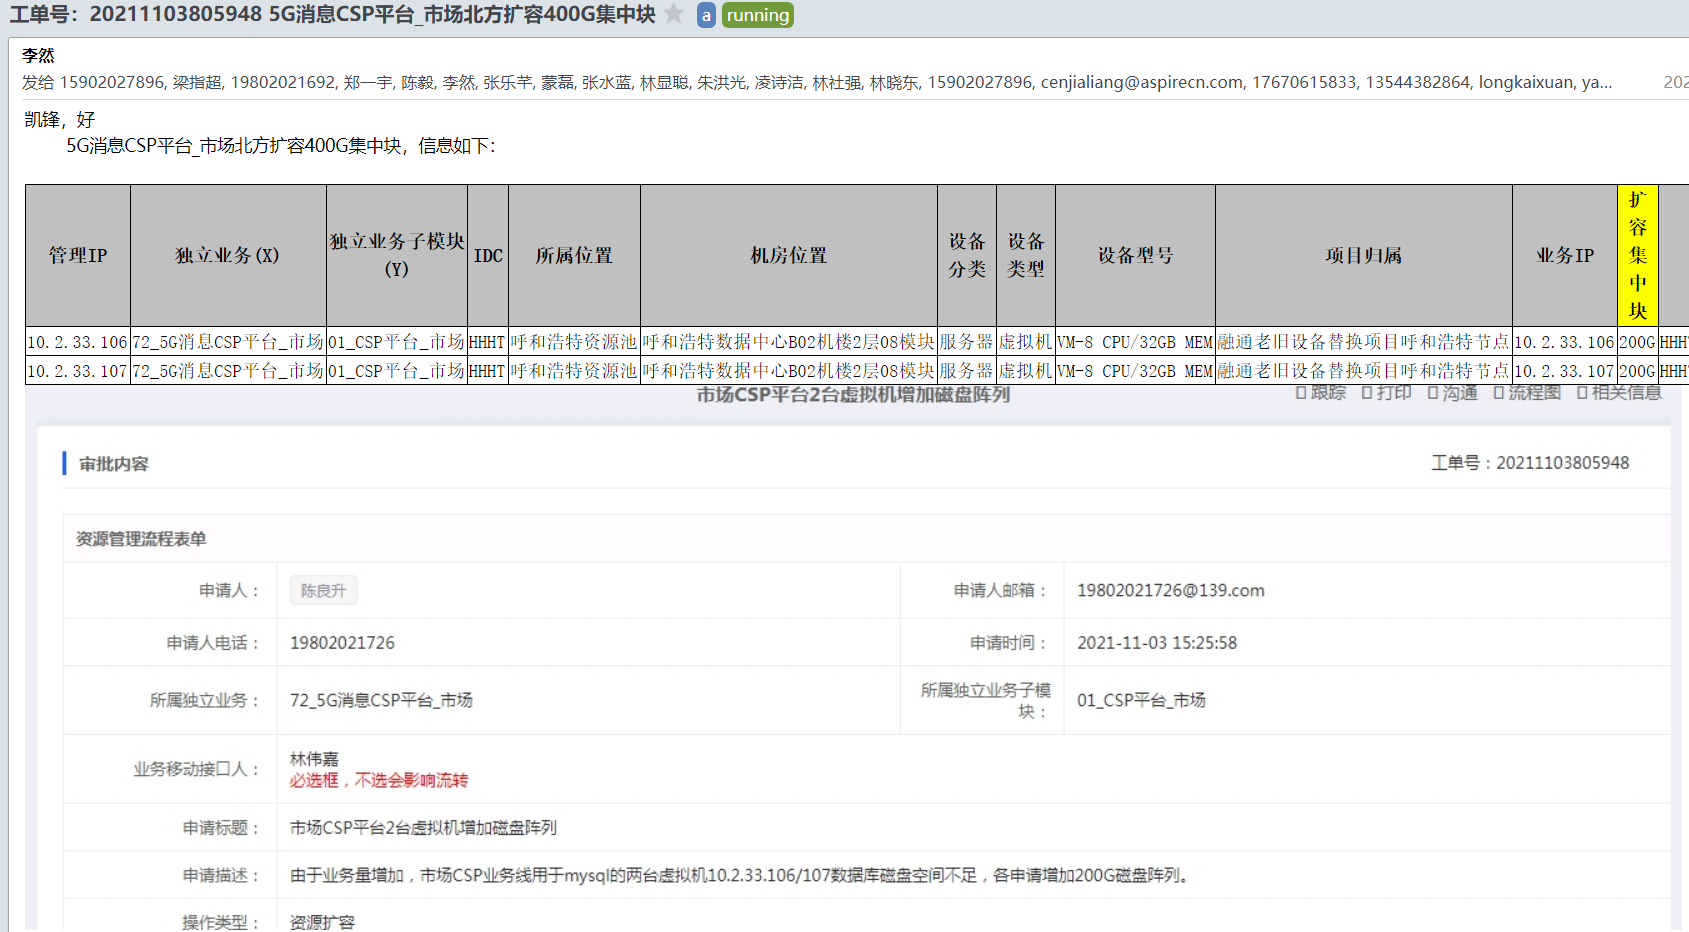 工单号：20211103805948 5G消息CSP平台_市场北方扩容400G集中块 a running
李然
发给 15902027896, 梁指超, 19802021692, 郑一宇, 陈毅, 李然, 张乐芊, 蒙磊, 张水蓝, 林显聪, 朱洪光, 凌诗洁, 林社强, 林晓东, 15902027896, cenjialiang@aspirecn.com, 17670615833, 13544382864, longkaixuan, ya... 202
凯锋，好
5G消息CSP平台_市场北方扩容400G集中块，信息如下：
管理IP 独立业务(X) 独立业务子模块(Y) IDC 所属位置 机房位置 设备分类 设备类型 设备型号 项目归属 业务IP 扩容集中块
10.2.33.106 72_5G消息CSP平台_市场 01_CSP平台_市场 HHHT 呼和浩特资源池 呼和浩特数据中心B02机楼2层08模块 服务器 虚拟机 VM-8 CPU/32GB MEM 融通老旧设备替换项目呼和浩特节点 10.2.33.106 200G HHH
10.2.33.107 72_5G消息CSP平台_市场 01_CSP平台_市场 HHHT 呼和浩特资源池 呼和浩特数据中心B02机楼2层08模块 服务器 虚拟机 VM-8 CPU/32GB MEM 融通老旧设备替换项目呼和浩特节点 10.2.33.107 200G HHH
市场CSP平台2台虚拟机增加磁盘阵列 跟踪 打印 沟通 流程图 相关信息
审批内容 工单号：20211103805948
资源管理流程表单
申请人： 陈良升 申请人邮箱： 19802021726@139.com
申请人电话： 19802021726 申请时间： 2021-11-03 15:25:58
所属独立业务： 72_5G消息CSP平台_市场 所属独立业务子模块： 01_CSP平台_市场
业务移动接口人： 林伟嘉
必选框，不选会影响流转
申请标题： 市场CSP平台2台虚拟机增加磁盘阵列
申请描述： 由于业务量增加，市场CSP业务线用于mysql的两台虚拟机10.2.33.106/107数据库磁盘空间不足，各申请增加200G磁盘阵列。
操作类型： 资源扩容